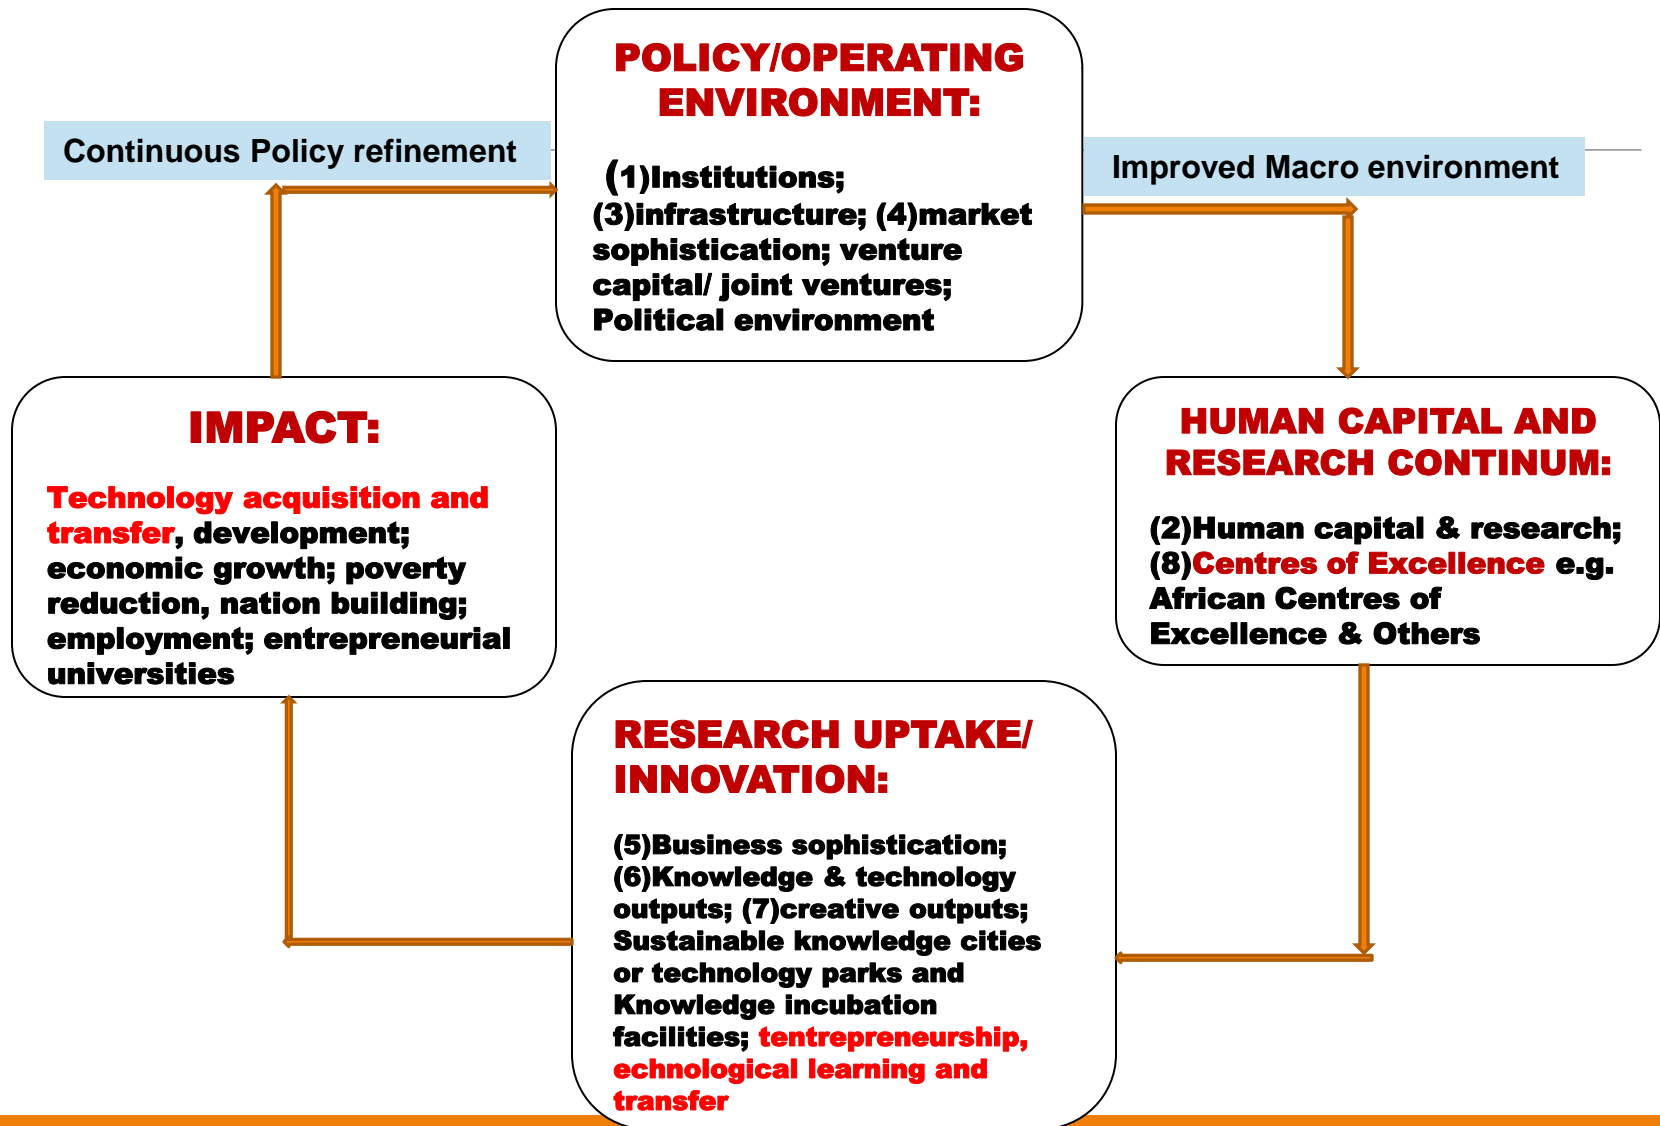 POLICY/OPERATING
ENVIRONMENT:
(1)Institutions;
(3)infrastructure; (4)market
sophistication; venture
capital/ joint ventures;
Political environment
Continuous Policy refinement
Improved Macro environment
IMPACT:
Technology acquisition and
transfer, development;
economic growth; poverty
reduction, nation building;
employment; entrepreneurial
universities
HUMAN CAPITAL AND
RESEARCH CONTINUM:
(2)Human capital & research;
(8)Centres of Excellence e.g.
African Centres of
Excellence & Others
RESEARCH UPTAKE/
INNOVATION:
(5)Business sophistication;
(6)Knowledge & technology
outputs; (7)creative outputs;
Sustainable knowledge cities
or technology parks and
Knowledge incubation
facilities; tentrepreneurship,
echnological learning and
transfer